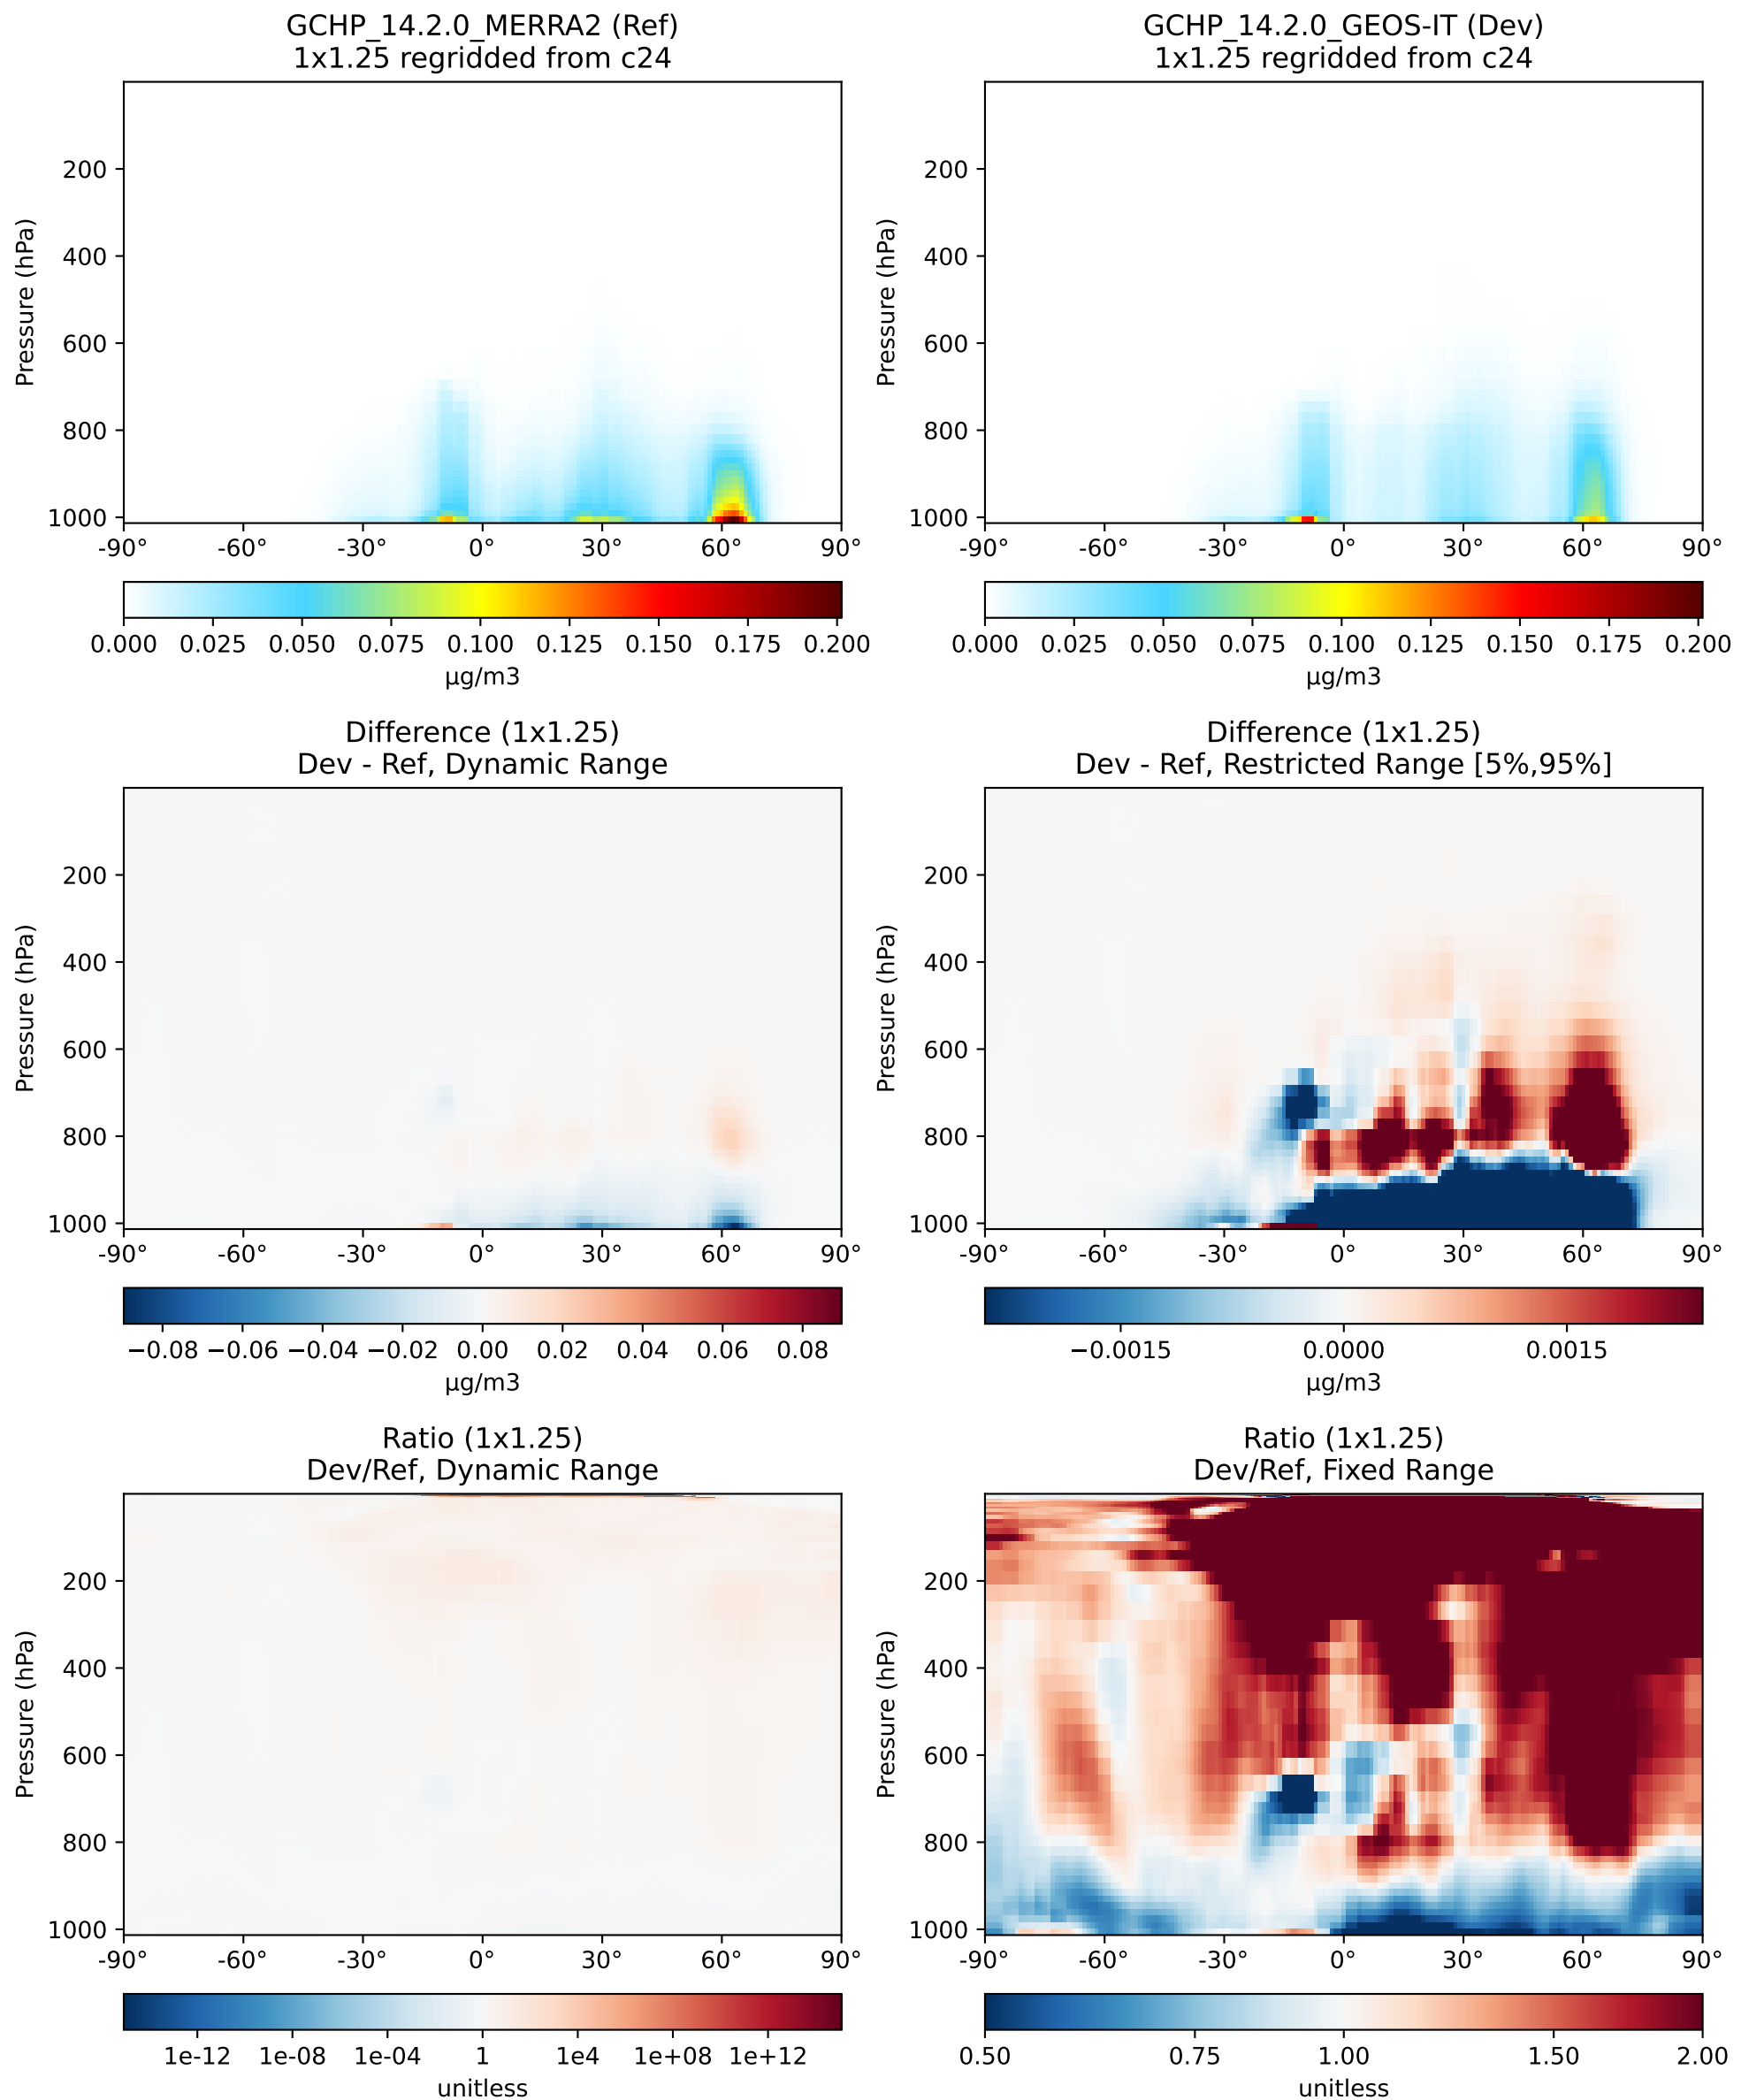 GCHP_14.2.0_MERRA2 (Ref)
1x1.25 regridded from c24
Pressure (hPa)
200
400
600
800
1000
-90° -60° -30° 0° 30° 60° 90°
0.000 0.025 0.050 0.075 0.100 0.125 0.150 0.175 0.200
µg/m3
GCHP_14.2.0_GEOS-IT (Dev)
1x1.25 regridded from c24
Pressure (hPa)
200
400
600
800
1000
-90° -60° -30° 0° 30° 60° 90°
0.000 0.025 0.050 0.075 0.100 0.125 0.150 0.175 0.200
µg/m3
Difference (1x1.25)
Dev - Ref, Dynamic Range
Pressure (hPa)
200
400
600
800
1000
-90° -60° -30° 0° 30° 60° 90°
−0.08 −0.06 −0.04 −0.02 0.00 0.02 0.04 0.06 0.08
µg/m3
Difference (1x1.25)
Dev - Ref, Restricted Range [5%,95%]
Pressure (hPa)
200
400
600
800
1000
-90° -60° -30° 0° 30° 60° 90°
−0.0015 0.0000 0.0015
µg/m3
Ratio (1x1.25)
Dev/Ref, Dynamic Range
Pressure (hPa)
200
400
600
800
1000
-90° -60° -30° 0° 30° 60° 90°
1e-12 1e-08 1e-04 1 1e+4 1e+08 1e+12
unitless
Ratio (1x1.25)
Dev/Ref, Fixed Range
Pressure (hPa)
200
400
600
800
1000
-90° -60° -30° 0° 30° 60° 90°
0.50 0.75 1.00 1.50 2.00
unitless